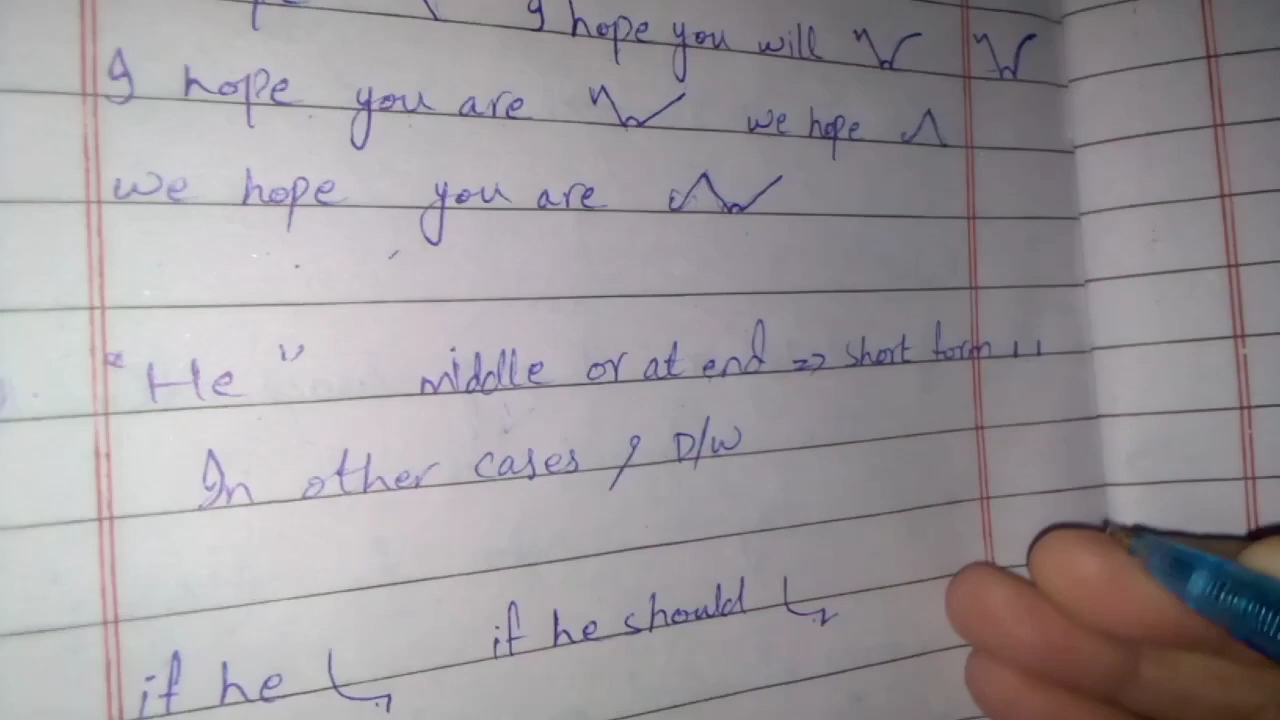 I hope you will
I hope you are we hope
we hope you are
"He" middle or at end => short form 11
In other cases, D/W
if he should
if he